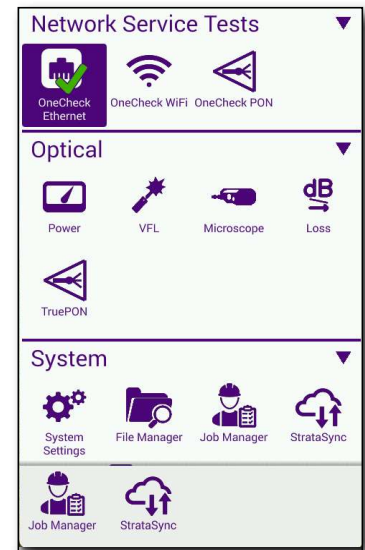 Network Service Tests
OneCheck
Ethernet
OneCheck WiFi
OneCheck PON
Optical
Power
VFL
Microscope
dB
Loss
TruePON
System
System
Settings
File Manager
Job Manager
StrataSync
Job Manager
StrataSync